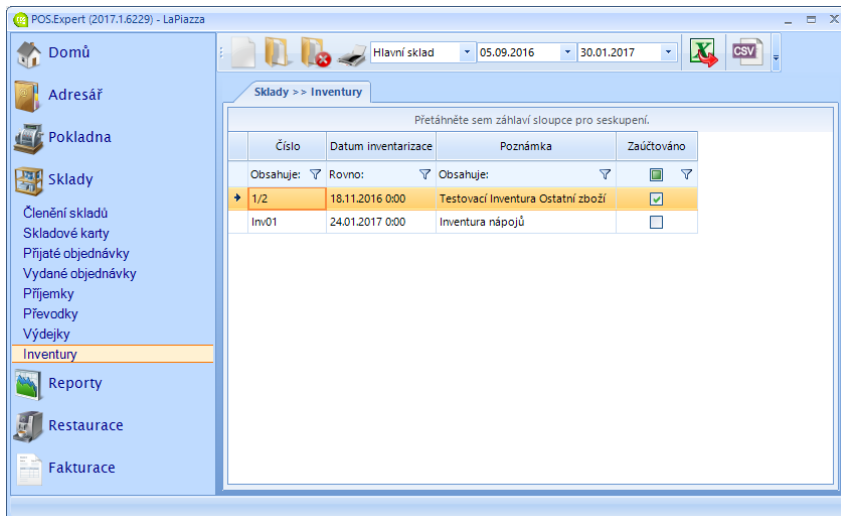 POS.Expert (2017.1.6229) - LaPiazza
Domů
Adresář
Pokladna
Sklady
Členění skladů
Skladové karty
Přijaté objednávky
Vydané objednávky
Příjemky
Převodky
Výdejky
Inventury
Reporty
Restaurace
Fakturace
Hlavní sklad 05.09.2016 30.01.2017 CSV
Sklady >> Inventury
Přetáhněte sem záhlaví sloupce pro seskupení.
Číslo Datum inventarizace Poznámka Zaúčtováno
Obsahuje: Rovno: Obsahuje:
1/2 18.11.2016 0:00 Testovací Inventura Ostatní zboží
Inv01 24.01.2017 0:00 Inventura nápojů